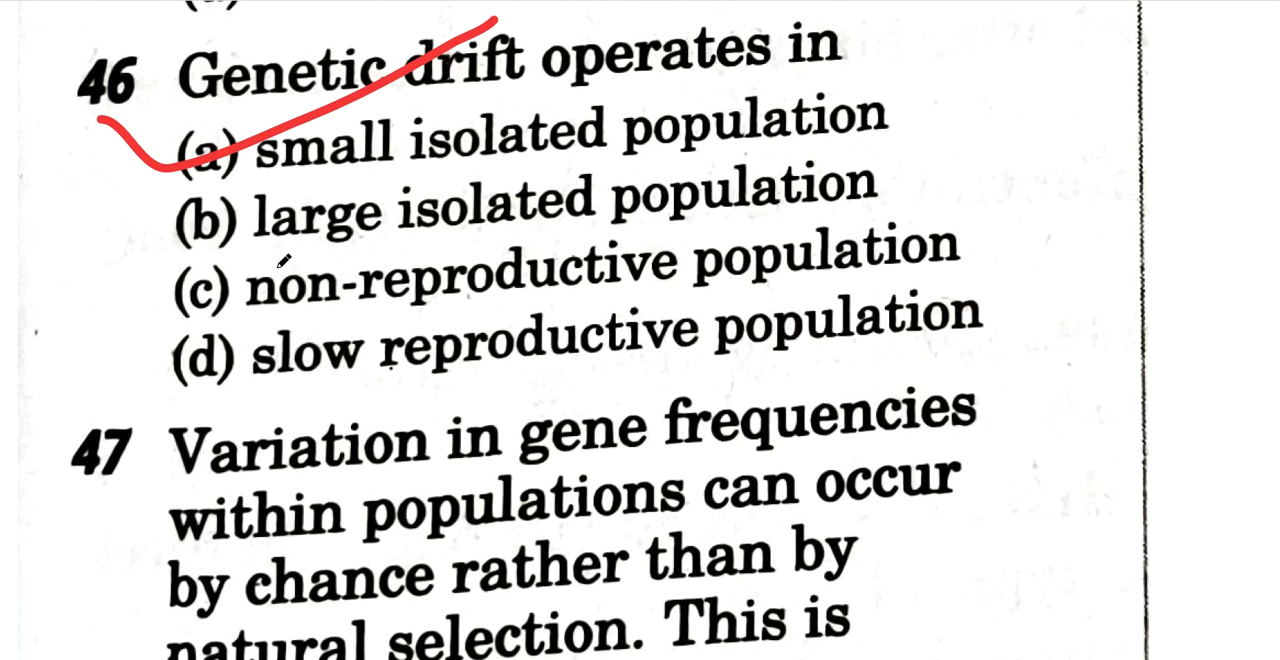 46 Genetic drift operates in
(a) small isolated population
(b) large isolated population
(c) non-reproductive population
(d) slow reproductive population
47 Variation in gene frequencies
within populations can occur
by chance rather than by
natural selection. This is